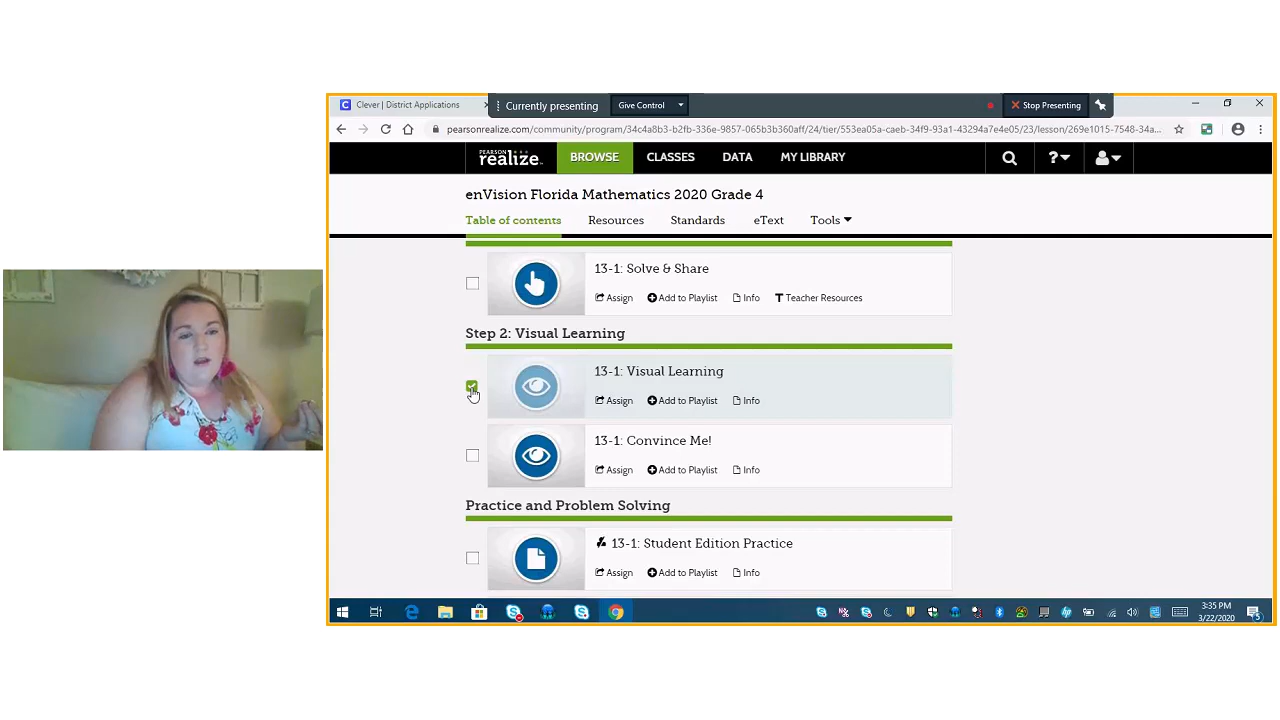 Clever | District Applications
Currently presenting
Give Control
Stop Presenting
pearsonrealize.com/community/program/34c4a8b3-b2fb-336e-9857-065b3b360aff/24/tier/553ea05a-caeb-34f9-93a1-43294a7e4e05/23/lesson/269e1015-7548-34a...
PEARSON
realize
BROWSE
CLASSES
DATA
MY LIBRARY
enVision Florida Mathematics 2020 Grade 4
Table of contents
Resources
Standards
eText
Tools
13-1: Solve & Share
Assign Add to Playlist Info T Teacher Resources
Step 2: Visual Learning
13-1: Visual Learning
Assign Add to Playlist Info
13-1: Convince Me!
Assign Add to Playlist Info
Practice and Problem Solving
13-1: Student Edition Practice
Assign Add to Playlist Info
3:35 PM
3/22/2020